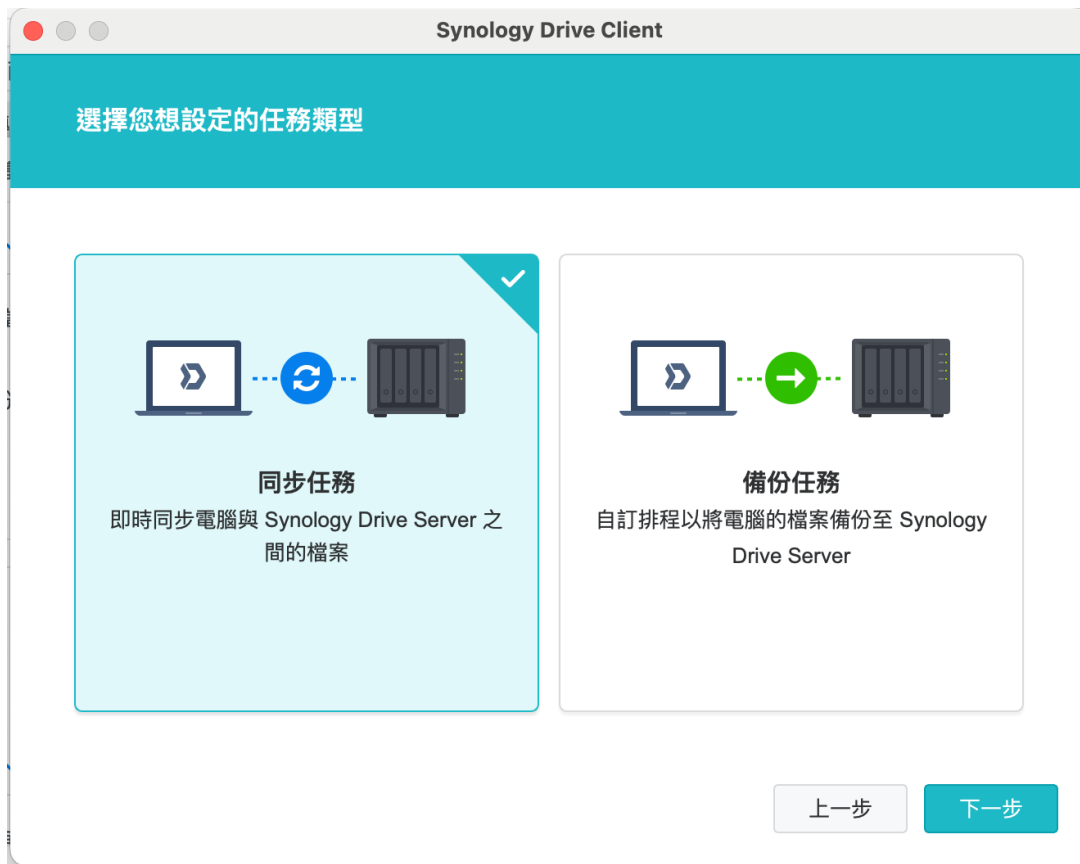 Synology Drive Client
選擇您想設定的任務類型
同步任務
即時同步電腦與 Synology Drive Server 之
間的檔案
備份任務
自訂排程以將電腦的檔案備份至 Synology
Drive Server
上一步
下一步